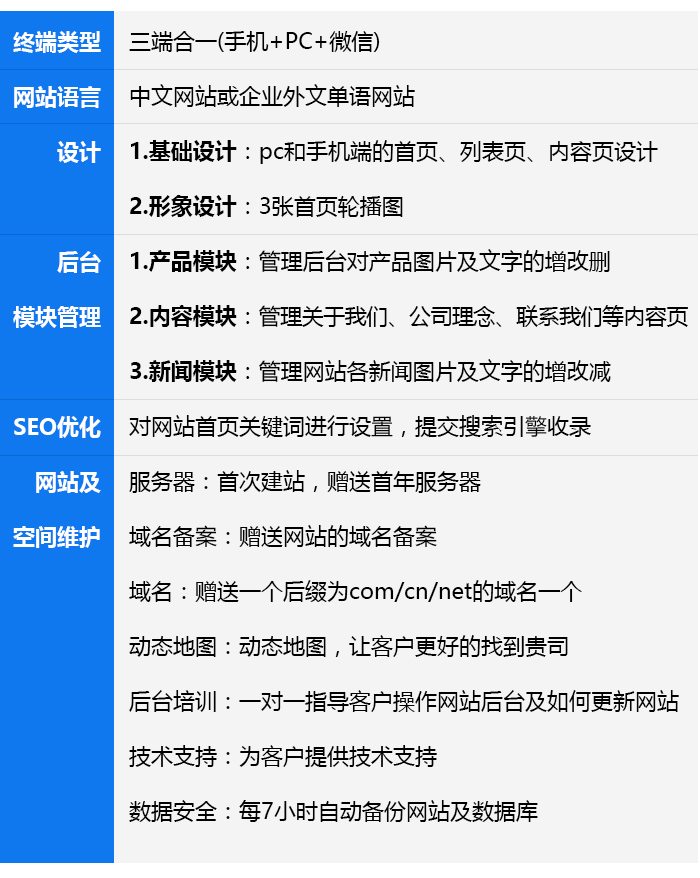 终端类型 三端合一(手机+PC+微信)
网站语言 中文网站或企业外文单语网站
设计 1.基础设计：pc和手机端的首页、列表页、内容页设计
2.形象设计：3张首页轮播图
后台 1.产品模块：管理后台对产品图片及文字的增改删
模块管理 2.内容模块：管理关于我们、公司理念、联系我们等内容页
3.新闻模块：管理网站各新闻图片及文字的增改减
SEO优化 对网站首页关键词进行设置，提交搜索引擎收录
网站及 服务器：首次建站，赠送首年服务器
空间维护 域名备案：赠送网站的域名备案
域名：赠送一个后缀为com/cn/net的域名一个
动态地图：动态地图，让客户更好的找到贵司
后台培训：一对一指导客户操作网站后台及如何更新网站
技术支持：为客户提供技术支持
数据安全：每7小时自动备份网站及数据库